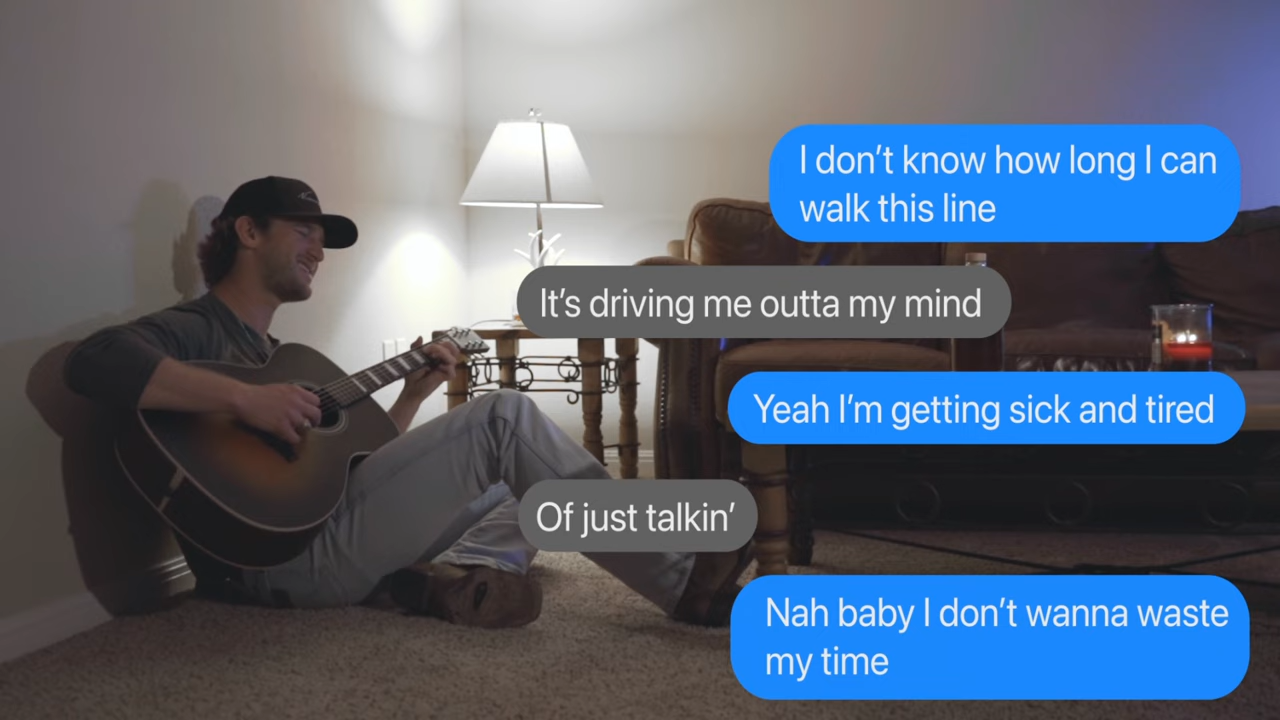 I don’t know how long I can
walk this line
It’s driving me outta my mind
Yeah I’m getting sick and tired
Of just talkin’
Nah baby I don’t wanna waste
my time